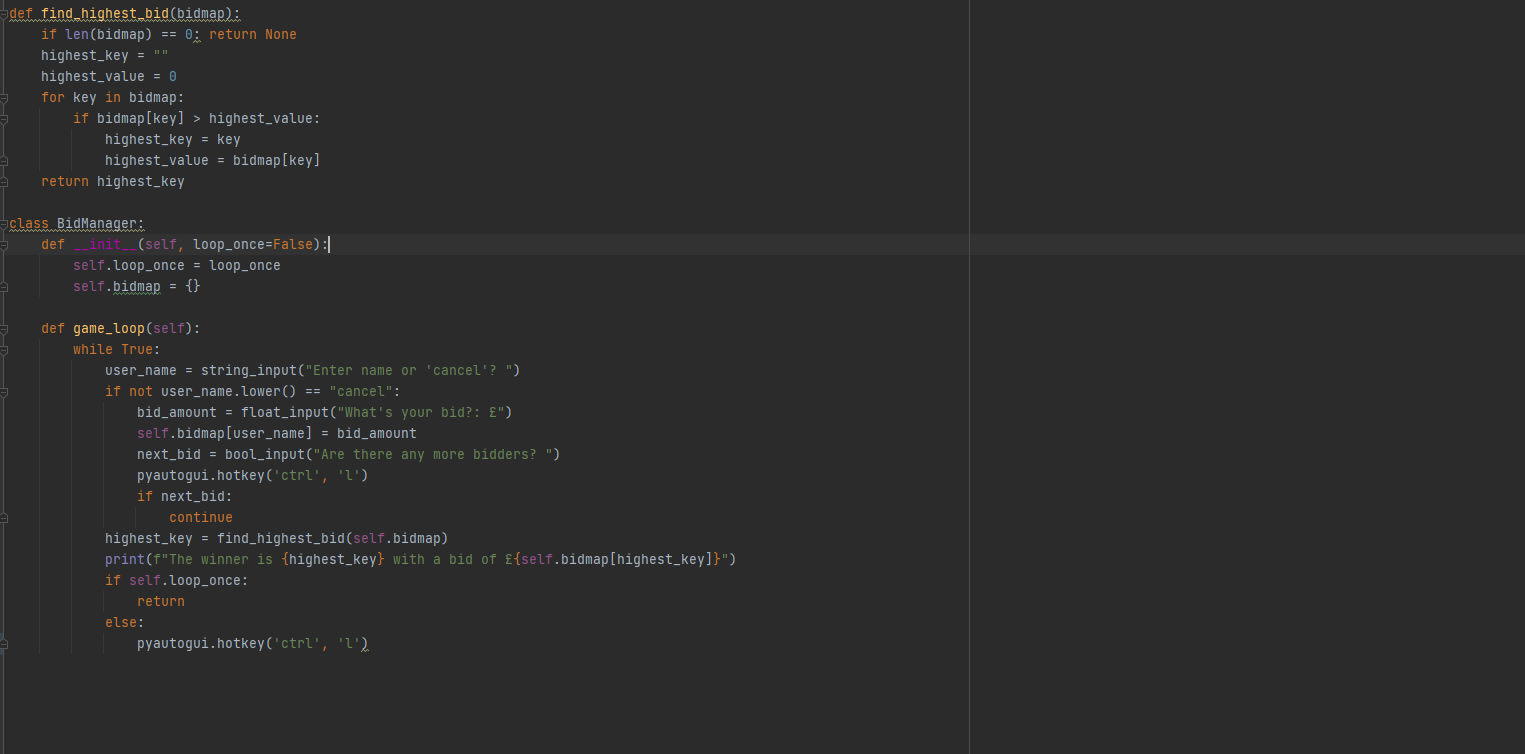 def find_highest_bid(bidmap):
    if len(bidmap) == 0: return None
    highest_key = ""
    highest_value = 0
    for key in bidmap:
        if bidmap[key] > highest_value:
            highest_key = key
            highest_value = bidmap[key]
    return highest_key

class BidManager:
    def __init__(self, loop_once=False):
        self.loop_once = loop_once
        self.bidmap = {}

    def game_loop(self):
        while True:
            user_name = string_input("Enter name or 'cancel'? ")
            if not user_name.lower() == "cancel":
                bid_amount = float_input("What's your bid?: £")
                self.bidmap[user_name] = bid_amount
                next_bid = bool_input("Are there any more bidders? ")
                pyautogui.hotkey('ctrl', 'l')
                if next_bid:
                    continue
            highest_key = find_highest_bid(self.bidmap)
            print(f"The winner is {highest_key} with a bid of £{self.bidmap[highest_key]}")
            if self.loop_once:
                return
            else:
                pyautogui.hotkey('ctrl', 'l')